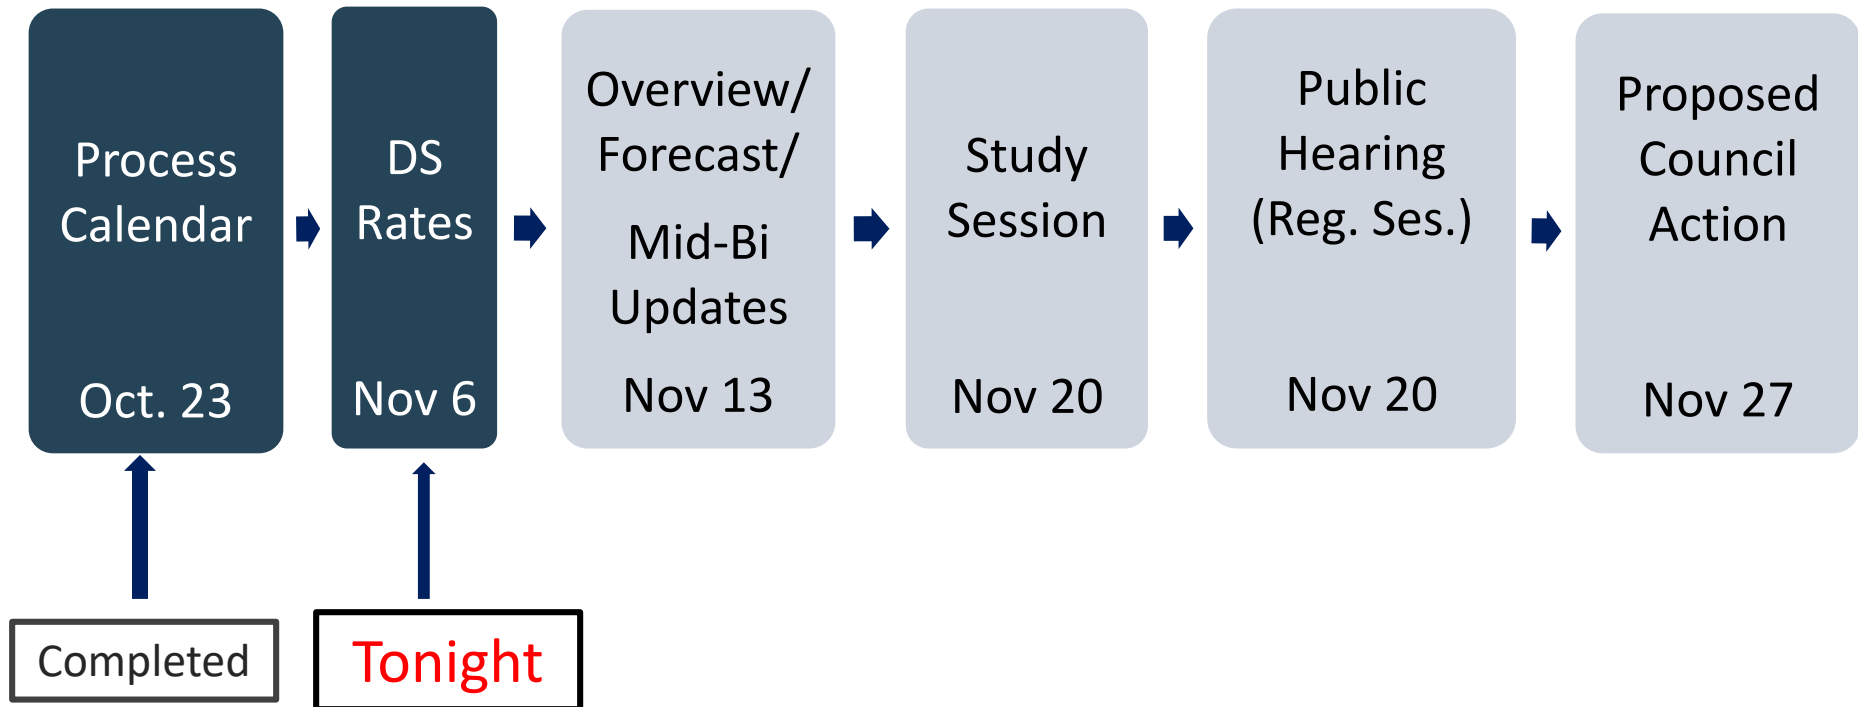 Process
Calendar
Oct. 23
DS
Rates
Nov 6
Overview/
Forecast/
Mid-Bi
Updates
Nov 13
Study
Session
Nov 20
Public
Hearing
(Reg. Ses.)
Nov 20
Proposed
Council
Action
Nov 27
Completed
Tonight